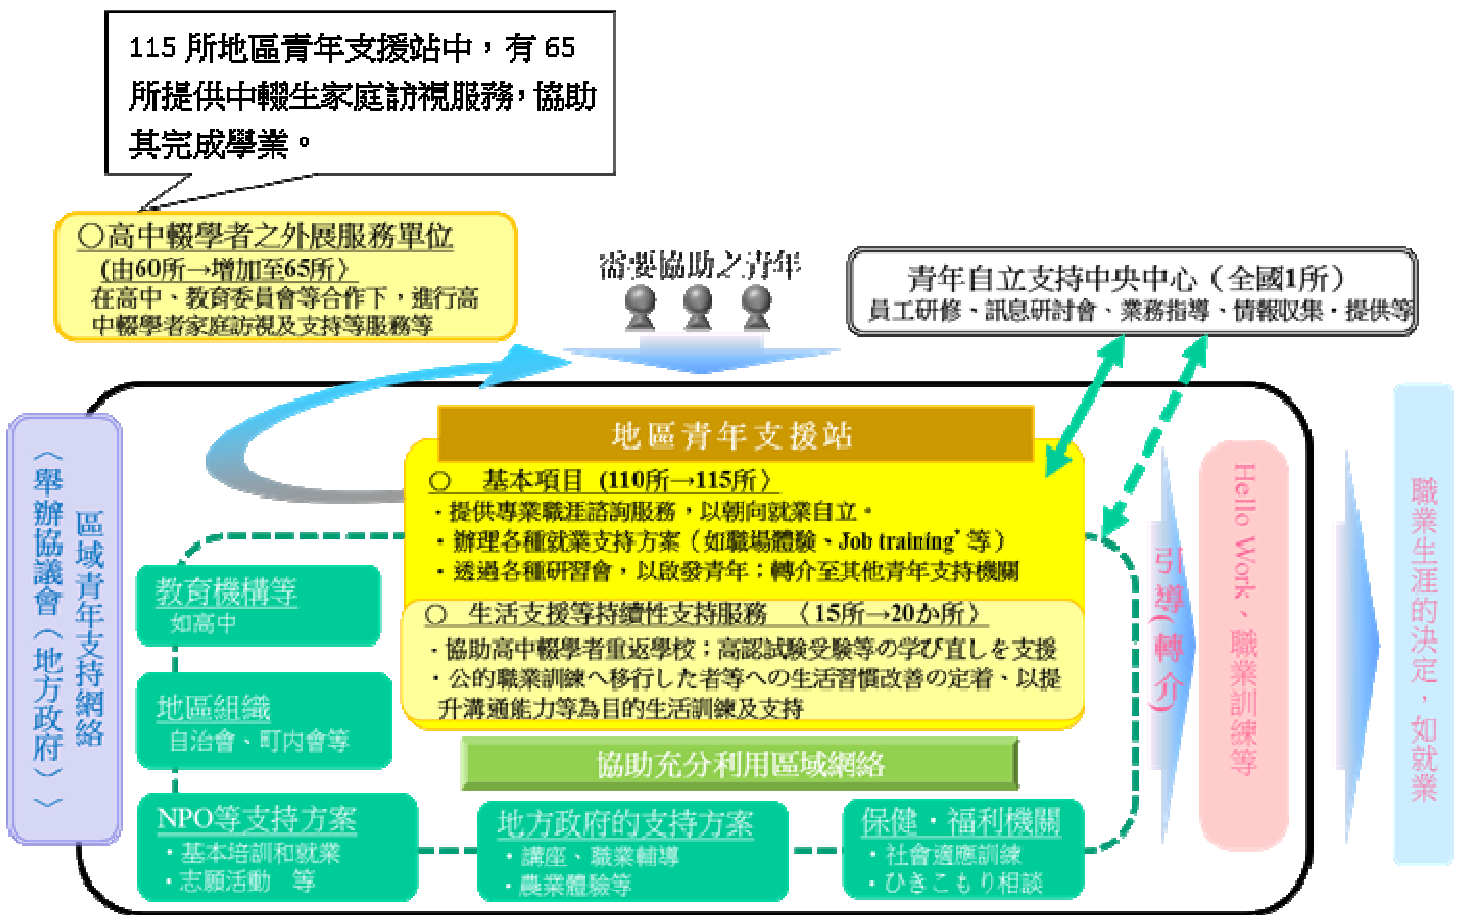 115 所地區青年支援站中，有 65
所提供中輟生家庭訪視服務，協助
其完成學業。
○高中輟學者之外展服務單位
(由60所→增加至65所〉
在高中、教育委員會等合作下，進行高
中輟學者家庭訪視及支持等服務等
需要協助之青年
青年自立支持中央中心（全國1所）
員工研修、訊息研討會、業務指導、情報収集・提供等
區域青年支持網絡
〈舉辦協議會（地方政府）〉
地區青年支援站
○ 基本項目 (110所→115所〉
・提供專業職涯諮詢服務，以朝向就業自立。
・辦理各種就業支持方案（如職場體驗、Job training* 等）
・透過各種研習會，以啟發青年；轉介至其他青年支持機關
○ 生活支援等持續性支持服務 〈15所→20か所〉
・協助高中輟學者重返學校；高認試験受験等の学び直しを支援
・公的職業訓練へ移行した者等への生活習慣改善の定着、以提
升溝通能力等為目的生活訓練及支持
協助充分利用區域網絡
教育機構等
如高中
地區組織
自治會、町內會等
NPO等支持方案
・基本培訓和就業
・志願活動 等
地方政府的支持方案
・講座、職業輔導
・農業體驗等
保健・福利機關
・社會適應訓練
・ひきこもり相談
引導(轉介)
Hello Work、職業訓練等
職業生涯的決定，如就業